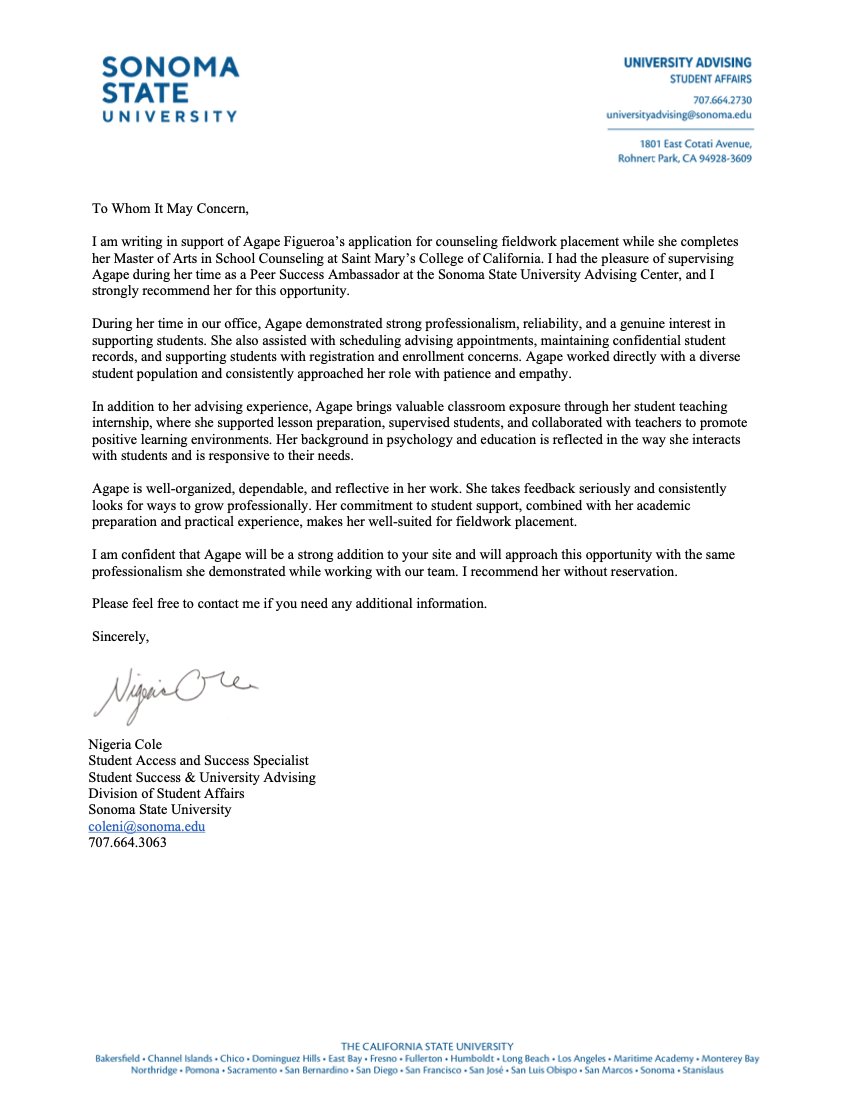 SONOMA
STATE
UNIVERSITY
UNIVERSITY ADVISING
STUDENT AFFAIRS
707.664.2730
universityadvising@sonoma.edu
1801 East Cotati Avenue,
Rohnert Park, CA 94928-3609
To Whom It May Concern,
I am writing in support of Agape Figueroa’s application for counseling fieldwork placement while she completes
her Master of Arts in School Counseling at Saint Mary’s College of California. I had the pleasure of supervising
Agape during her time as a Peer Success Ambassador at the Sonoma State University Advising Center, and I
strongly recommend her for this opportunity.
During her time in our office, Agape demonstrated strong professionalism, reliability, and a genuine interest in
supporting students. She also assisted with scheduling advising appointments, maintaining confidential student
records, and supporting students with registration and enrollment concerns. Agape worked directly with a diverse
student population and consistently approached her role with patience and empathy.
In addition to her advising experience, Agape brings valuable classroom exposure through her student teaching
internship, where she supported lesson preparation, supervised students, and collaborated with teachers to promote
positive learning environments. Her background in psychology and education is reflected in the way she interacts
with students and is responsive to their needs.
Agape is well-organized, dependable, and reflective in her work. She takes feedback seriously and consistently
looks for ways to grow professionally. Her commitment to student support, combined with her academic
preparation and practical experience, makes her well-suited for fieldwork placement.
I am confident that Agape will be a strong addition to your site and will approach this opportunity with the same
professionalism she demonstrated while working with our team. I recommend her without reservation.
Please feel free to contact me if you need any additional information.
Sincerely,
Nigeria Cole
Nigeria Cole
Student Access and Success Specialist
Student Success & University Advising
Division of Student Affairs
Sonoma State University
coleni@sonoma.edu
707.664.3063
THE CALIFORNIA STATE UNIVERSITY
Bakersfield • Channel Islands • Chico • Dominguez Hills • East Bay • Fresno • Fullerton • Humboldt • Long Beach • Los Angeles • Maritime Academy • Monterey Bay
Northridge • Pomona • Sacramento • San Bernardino • San Diego • San Francisco • San José • San Luis Obispo • San Marcos • Sonoma • Stanislaus